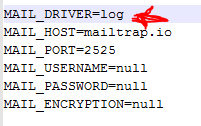 MAIL_DRIVER=log
MAIL_HOST=mailtrap.io
MAIL_PORT=2525
MAIL_USERNAME=null
MAIL_PASSWORD=null
MAIL_ENCRYPTION=null